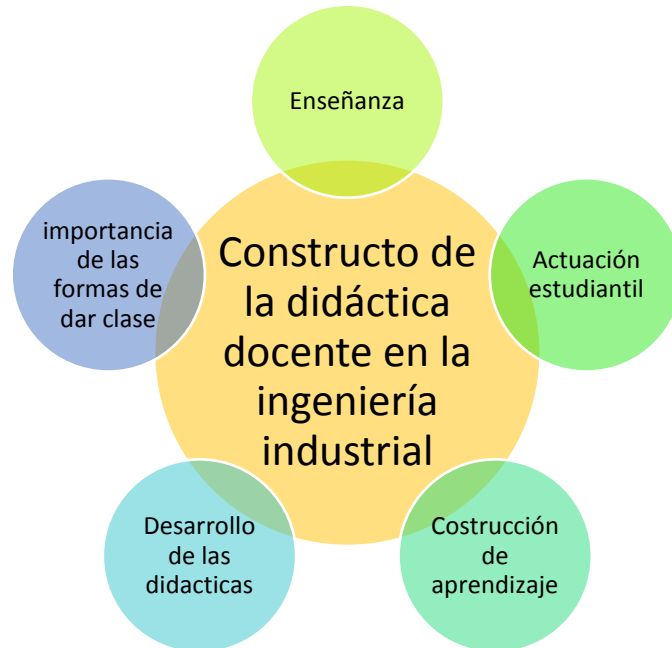 Enseñanza
Constructo de
la didáctica
docente en la
ingeniería
industrial
Actuación
estudiantil
Costrucción
de
aprendizaje
Desarrollo
de las
didacticas
importancia
de las
formas de
dar clase